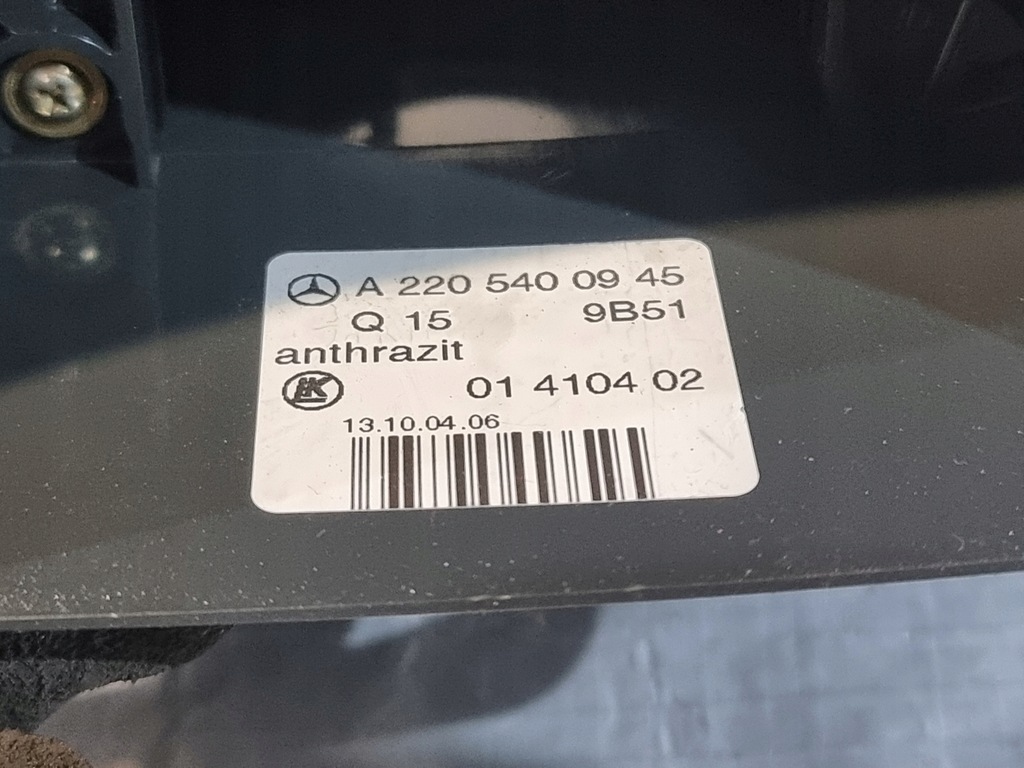 A 220 540 09 45
Q 15 9B51
anthrazit
01 4104 02
13.10.04.06